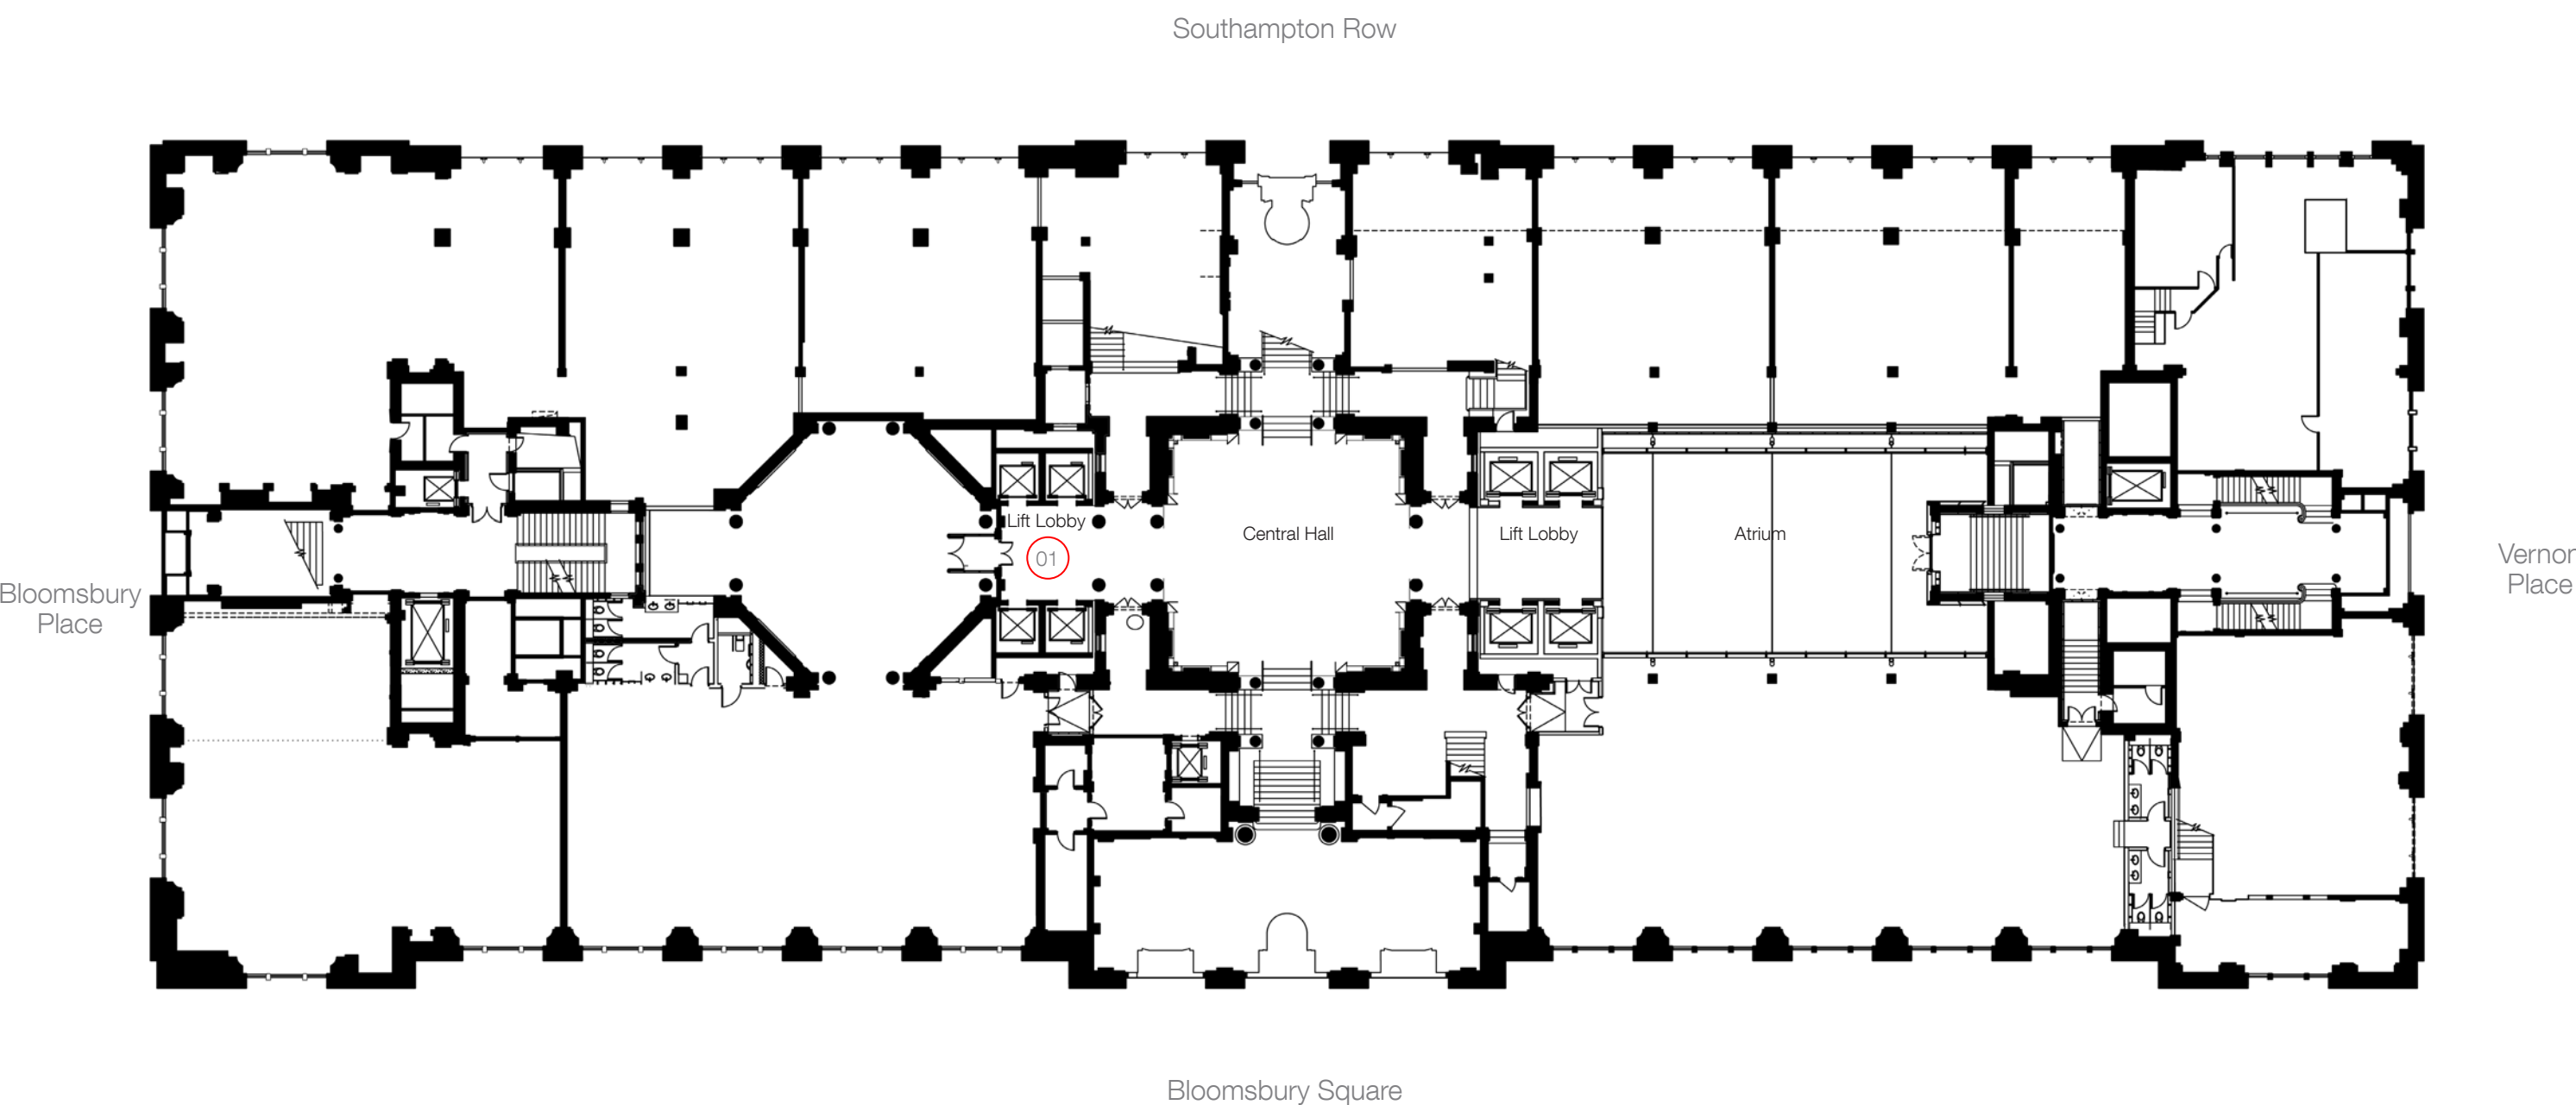 Southampton Row
Lift Lobby
01
Central Hall
Lift Lobby
Atrium
Bloomsbury
Place
Vernon
Place
Bloomsbury Square